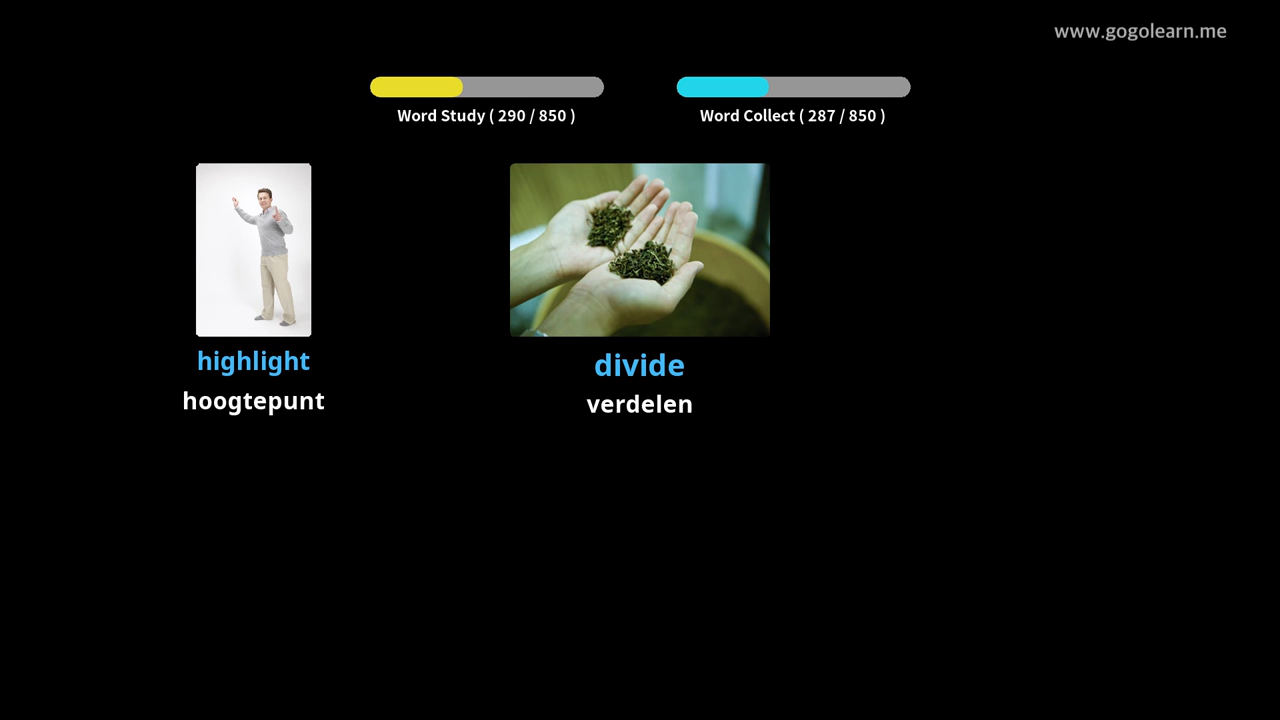 www.gogolearn.me
Word Study ( 290 / 850 )
Word Collect ( 287 / 850 )
highlight
hoogtepunt
divide
verdelen